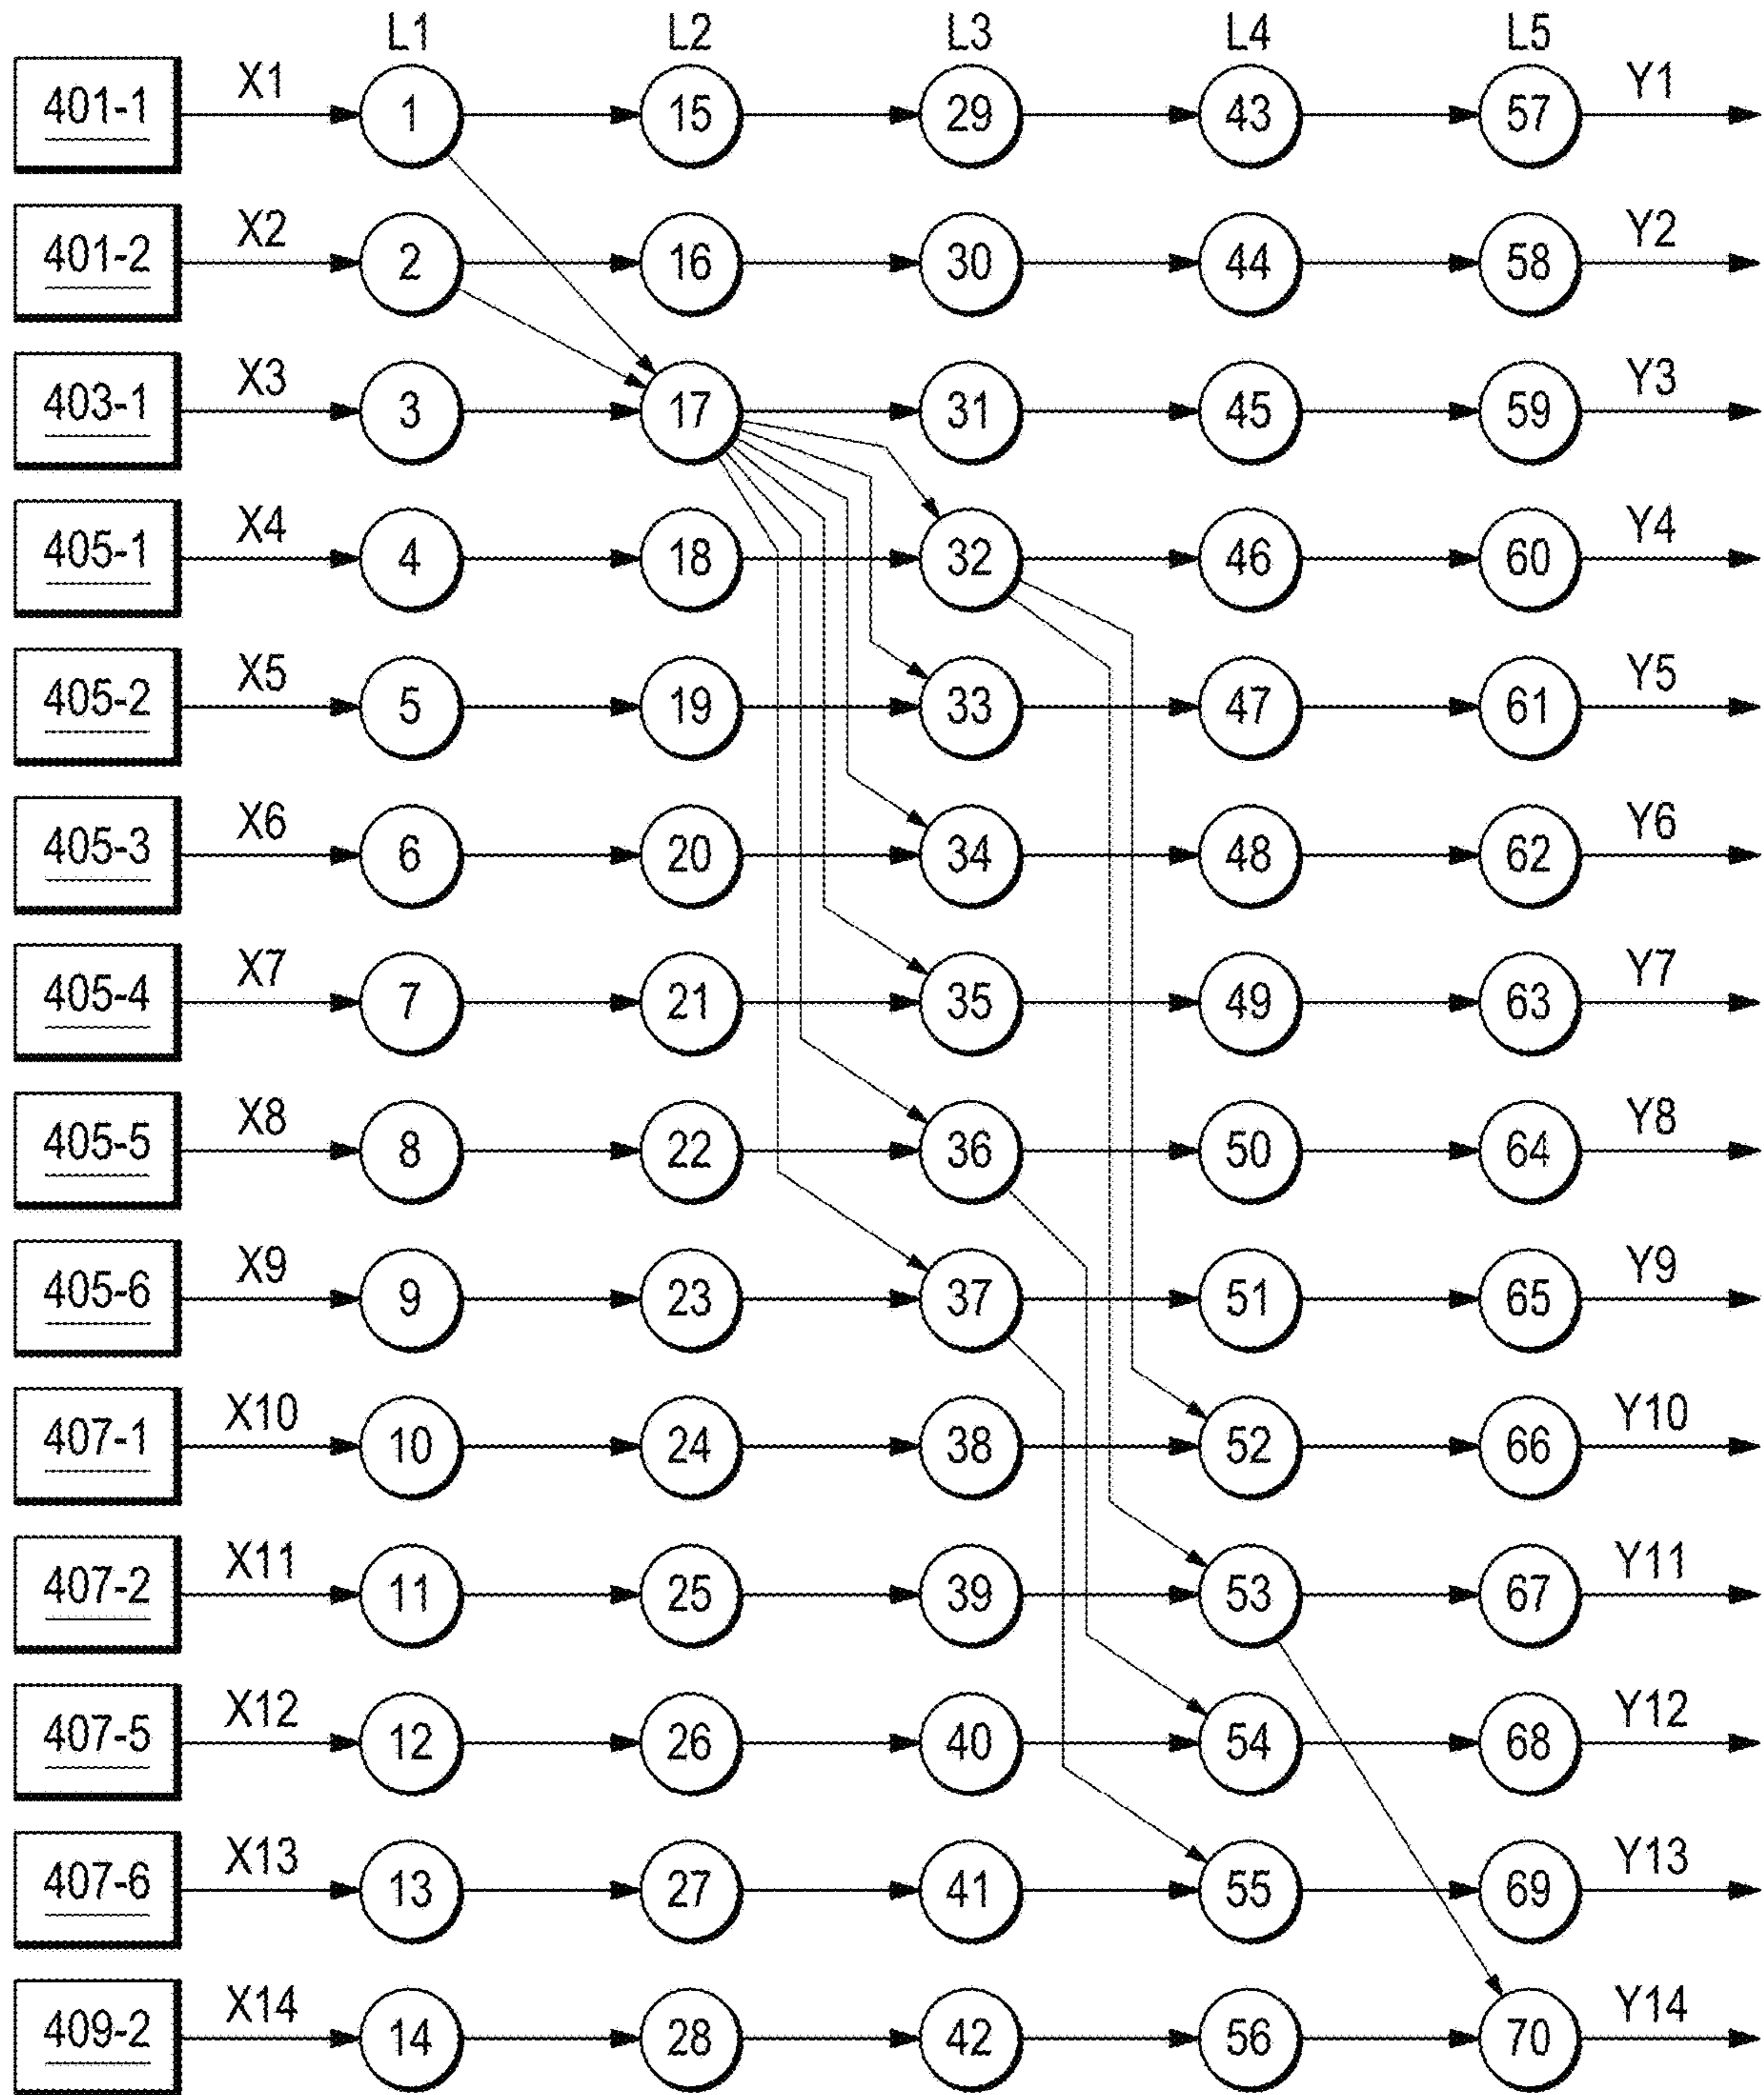 L1 L2 L3 L4 L5
401-1 X1 1 15 29 43 57 Y1
401-2 X2 2 16 30 44 58 Y2
403-1 X3 3 17 31 45 59 Y3
405-1 X4 4 18 32 46 60 Y4
405-2 X5 5 19 33 47 61 Y5
405-3 X6 6 20 34 48 62 Y6
405-4 X7 7 21 35 49 63 Y7
405-5 X8 8 22 36 50 64 Y8
405-6 X9 9 23 37 51 65 Y9
407-1 X10 10 24 38 52 66 Y10
407-2 X11 11 25 39 53 67 Y11
407-5 X12 12 26 40 54 68 Y12
407-6 X13 13 27 41 55 69 Y13
409-2 X14 14 28 42 56 70 Y14